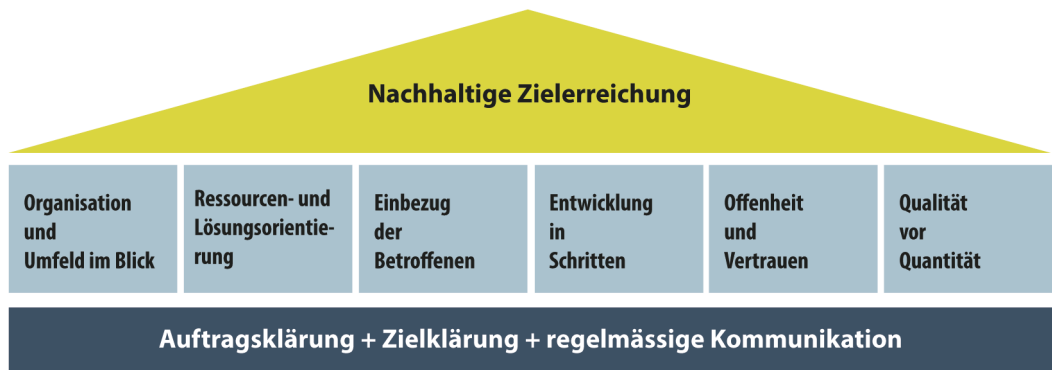 Nachhaltige Zielerreichung
Organisation
und
Umfeld im Blick
Ressourcen- und
Lösungsorientie-
rung
Einbezug
der
Betroffenen
Entwicklung
in
Schritten
Offenheit
und
Vertrauen
Qualität
vor
Quantität
Auftragsklärung + Zielklärung + regelmässige Kommunikation